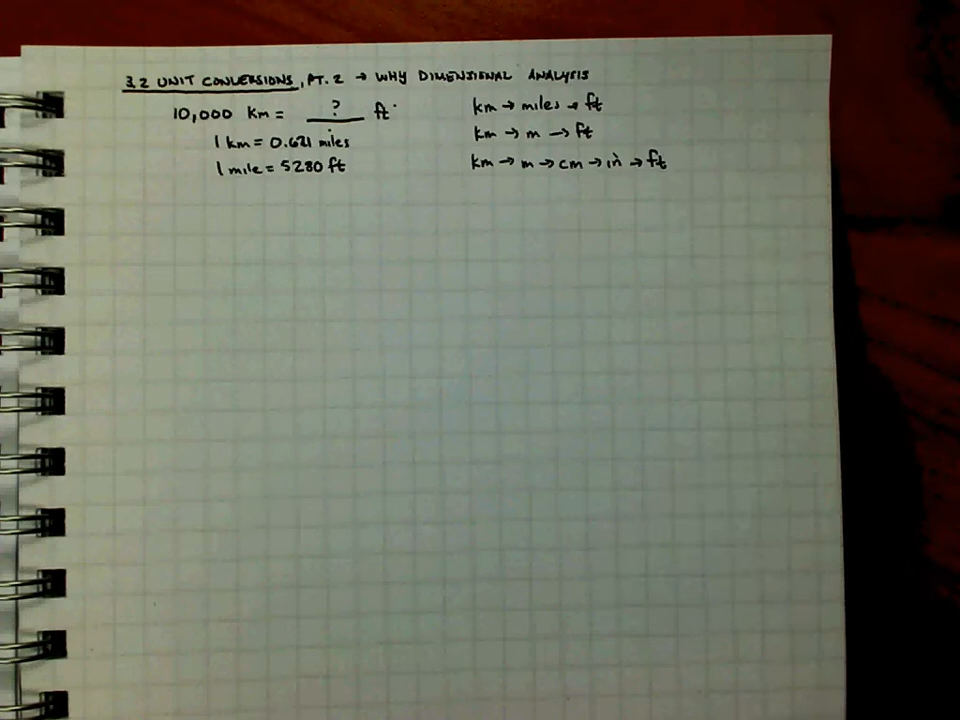 3.2 UNIT CONVERSIONS, PT. 2 → WHY DIMENSIONAL ANALYSIS
10,000 km = ? ft
1 km = 0.621 miles
1 mile = 5280 ft
km → miles → ft
km → m → ft
km → m → cm → in → ft